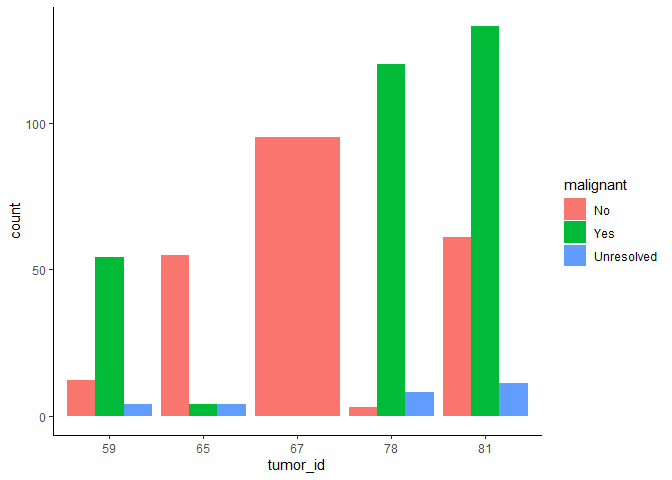 100
50
0
count
59 65 67 78 81
tumor_id
malignant
No
Yes
Unresolved